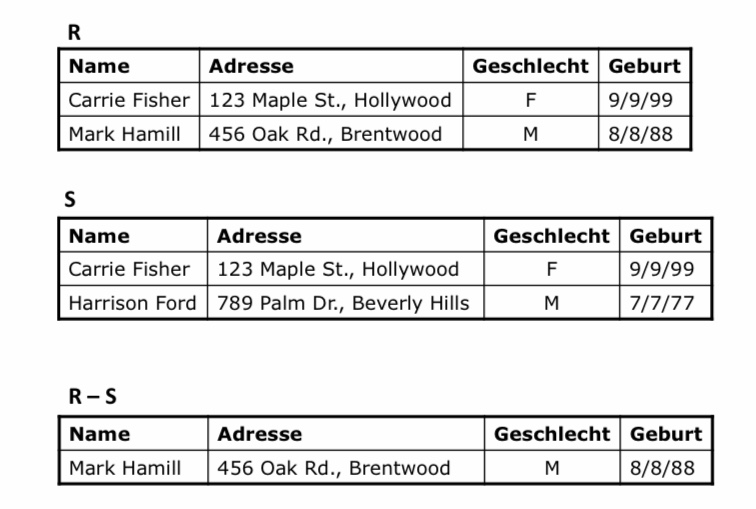 R
Name Adresse Geschlecht Geburt
Carrie Fisher 123 Maple St., Hollywood F 9/9/99
Mark Hamill 456 Oak Rd., Brentwood M 8/8/88
S
Name Adresse Geschlecht Geburt
Carrie Fisher 123 Maple St., Hollywood F 9/9/99
Harrison Ford 789 Palm Dr., Beverly Hills M 7/7/77
R – S
Name Adresse Geschlecht Geburt
Mark Hamill 456 Oak Rd., Brentwood M 8/8/88